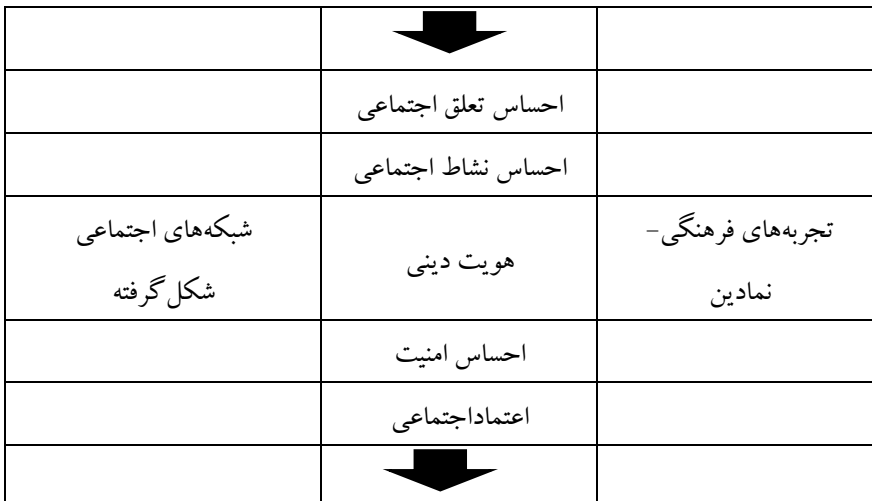 احساس تعلق اجتماعی
احساس نشاط اجتماعی
تجربه‌های فرهنگی-
نمادین
هویت دینی
شبکه‌های اجتماعی
شکل‌گرفته
احساس امنیت
اعتماداجتماعی